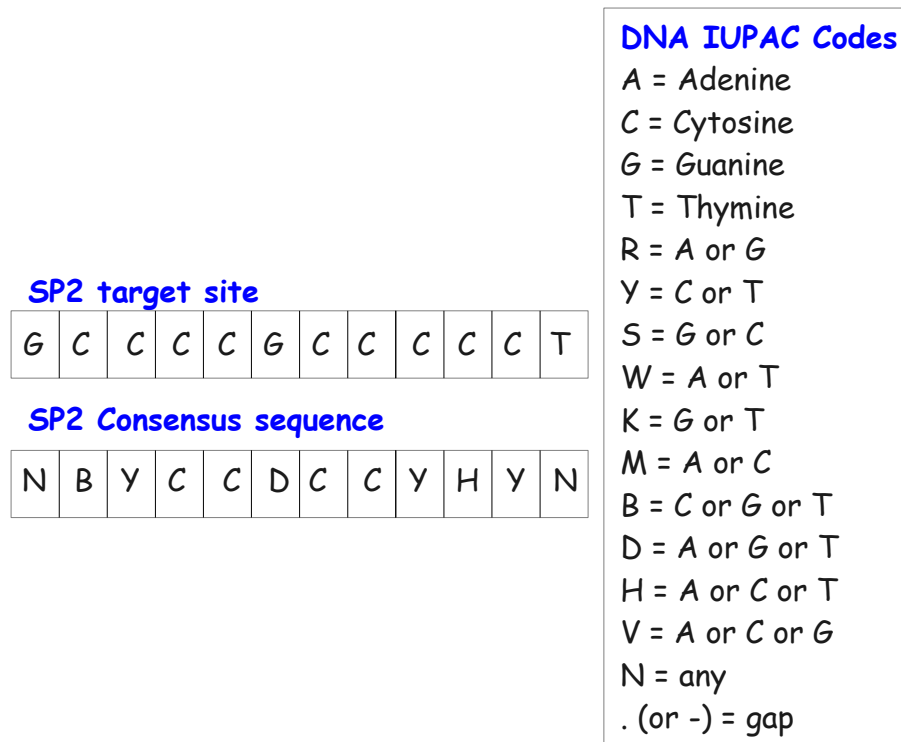 SP2 target site
G C C C C G C C C C C T
SP2 Consensus sequence
N B Y C C D C C Y H Y N
DNA IUPAC Codes
A = Adenine
C = Cytosine
G = Guanine
T = Thymine
R = A or G
Y = C or T
S = G or C
W = A or T
K = G or T
M = A or C
B = C or G or T
D = A or G or T
H = A or C or T
V = A or C or G
N = any
. (or -) = gap